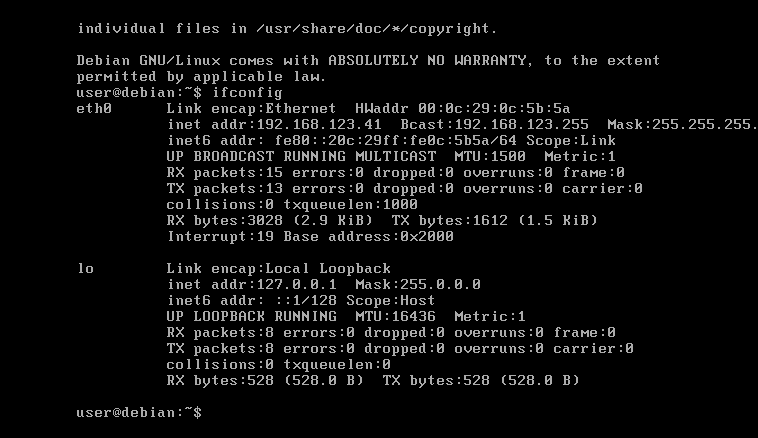 individual files in /usr/share/doc/*/copyright.
Debian GNU/Linux comes with ABSOLUTELY NO WARRANTY, to the extent
permitted by applicable law.
user@debian:~$ ifconfig
eth0 Link encap:Ethernet HWaddr 00:0c:29:0c:5b:5a
inet addr:192.168.123.41 Bcast:192.168.123.255 Mask:255.255.255.
inet6 addr: fe80::20c:29ff:fe0c:5b5a/64 Scope:Link
UP BROADCAST RUNNING MULTICAST MTU:1500 Metric:1
RX packets:15 errors:0 dropped:0 overruns:0 frame:0
TX packets:13 errors:0 dropped:0 overruns:0 carrier:0
collisions:0 txqueuelen:1000
RX bytes:3028 (2.9 KiB) TX bytes:1612 (1.5 KiB)
Interrupt:19 Base address:0x2000
lo Link encap:Local Loopback
inet addr:127.0.0.1 Mask:255.0.0.0
inet6 addr: ::1/128 Scope:Host
UP LOOPBACK RUNNING MTU:16436 Metric:1
RX packets:8 errors:0 dropped:0 overruns:0 frame:0
TX packets:8 errors:0 dropped:0 overruns:0 carrier:0
collisions:0 txqueuelen:0
RX bytes:528 (528.0 B) TX bytes:528 (528.0 B)
user@debian:~$